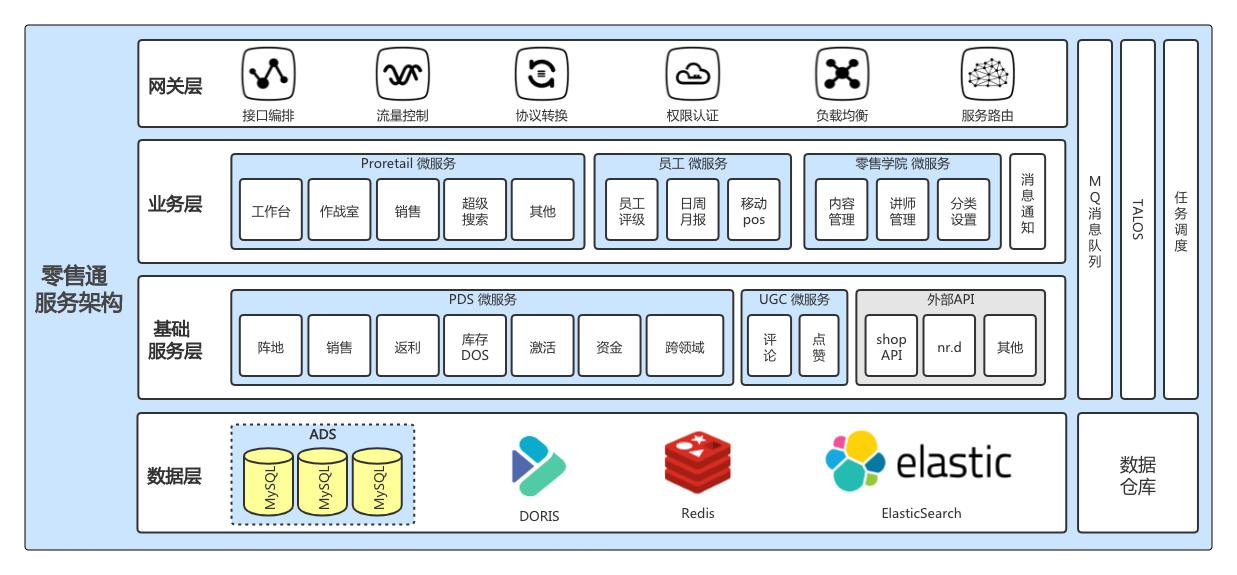 零售通
服务架构
网关层
接口编排
流量控制
协议转换
权限认证
负载均衡
服务路由
业务层
Proretail 微服务
工作台
作战室
销售
超级
搜索
其他
员工 微服务
员工
评级
日周
月报
移动
pos
零售学院 微服务
内容
管理
讲师
管理
分类
设置
消息通知
基础
服务层
PDS 微服务
阵地
销售
返利
库存
DOS
激活
资金
跨领域
UGC 微服务
评论
点赞
外部API
shop
API
nr.d
其他
MQ消息队列
TALOS
任务调度
数据层
ADS
MySQL
MySQL
MySQL
DORIS
Redis
elastic
ElasticSearch
数据
仓库